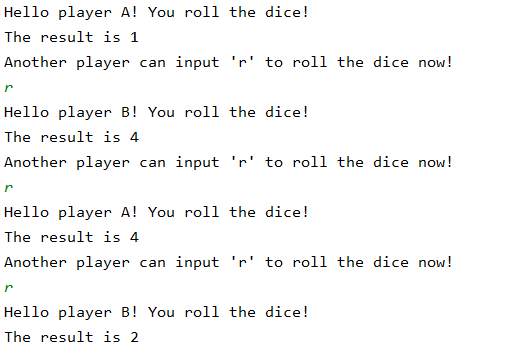 Hello player A! You roll the dice!
The result is 1
Another player can input 'r' to roll the dice now!
r
Hello player B! You roll the dice!
The result is 4
Another player can input 'r' to roll the dice now!
r
Hello player A! You roll the dice!
The result is 4
Another player can input 'r' to roll the dice now!
r
Hello player B! You roll the dice!
The result is 2